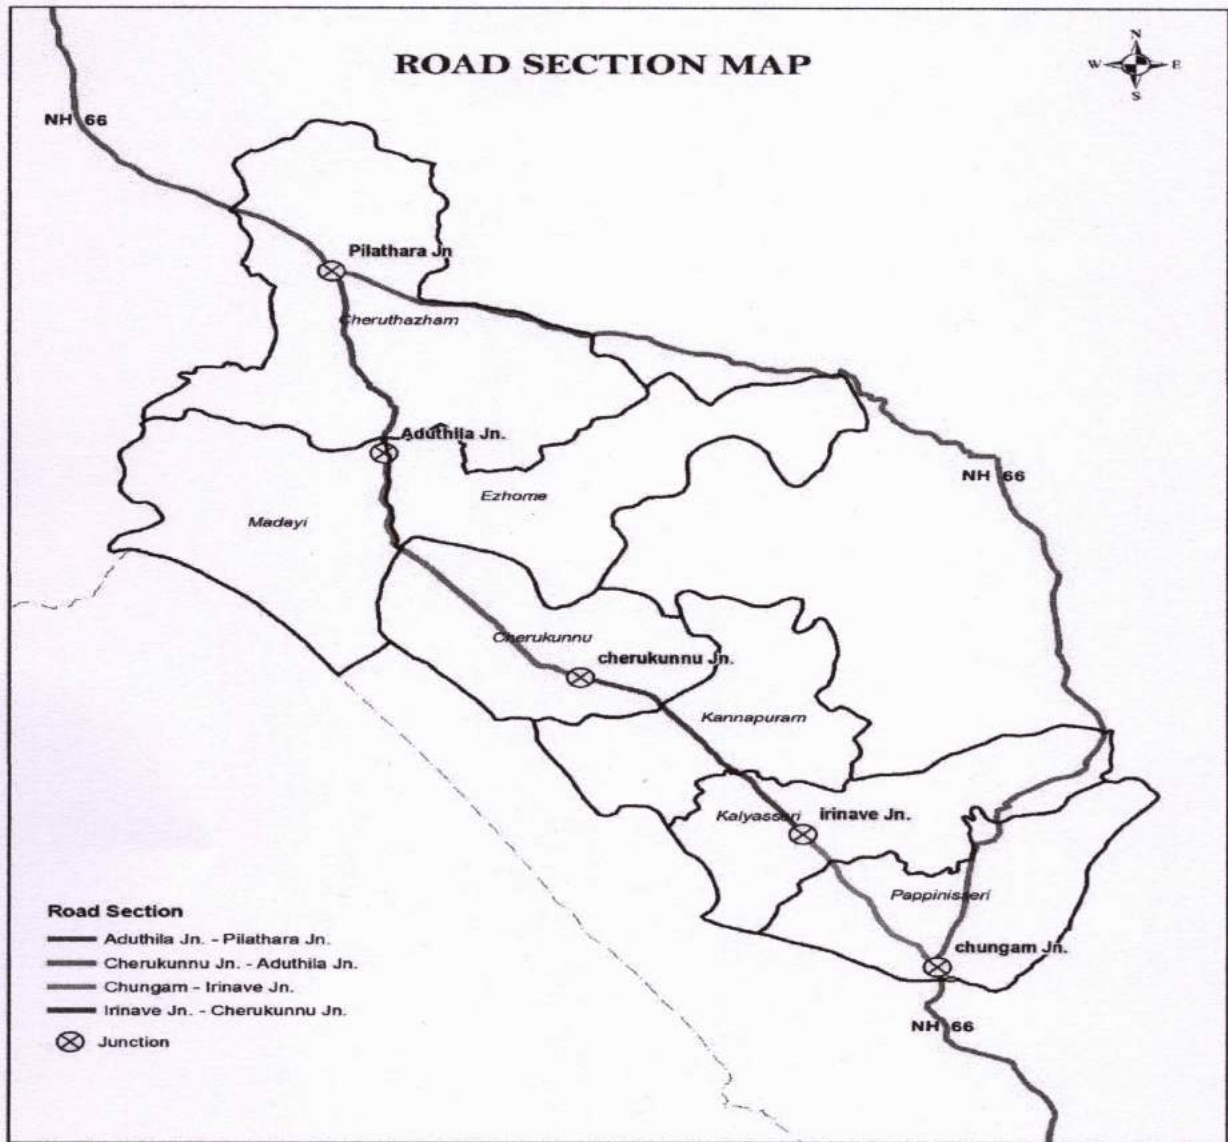 ROAD SECTION MAP
N
W E
S
NH 66
Pilathara Jn
Cheruthazham
Aduthila Jn.
NH 66
Ezhome
Madayi
Cherukunnu
cherukunnu Jn.
Kannapuram
Kalyasseri
irinave Jn.
Pappinisseri
chungam Jn.
NH 66
Road Section
Aduthila Jn. - Pilathara Jn.
Cherukunnu Jn. - Aduthila Jn.
Chungam - Irinave Jn.
Irinave Jn. - Cherukunnu Jn.
Junction